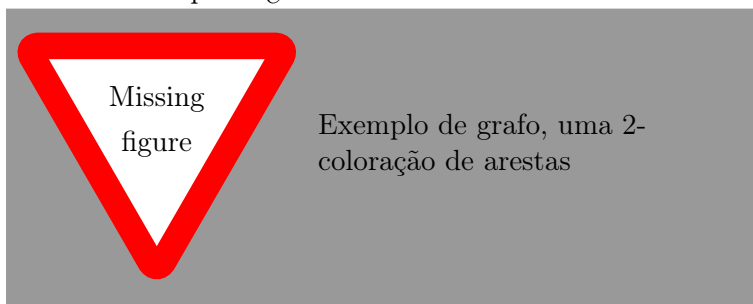 Missing
figure
Exemplo de grafo, uma 2-
coloração de arestas